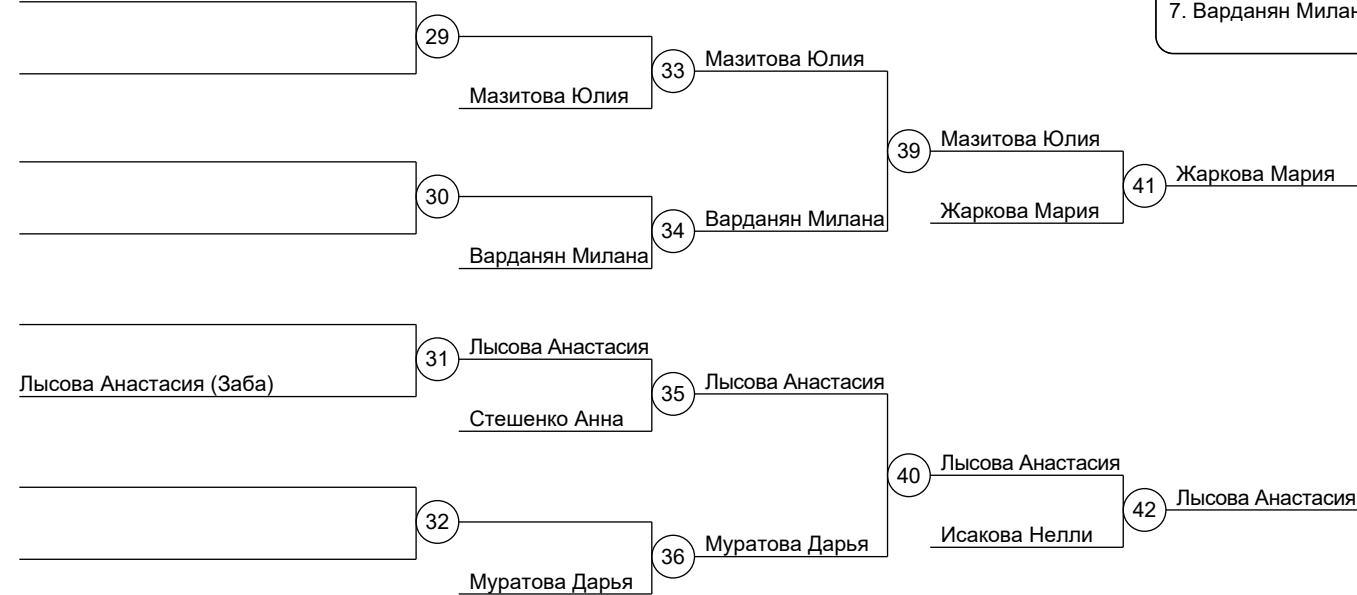 7. Варданян Милан
29
Мазитова Юлия
33
Мазитова Юлия
39
Мазитова Юлия
41
Жаркова Мария
Жаркова Мария
30
34
Варданян Милана
Варданян Милана
31
Лысова Анастасия
Лысова Анастасия (Заба)
35
Лысова Анастасия
Стешенко Анна
40
Лысова Анастасия
42
Лысова Анастасия
Исакова Нелли
32
36
Муратова Дарья
Муратова Дарья